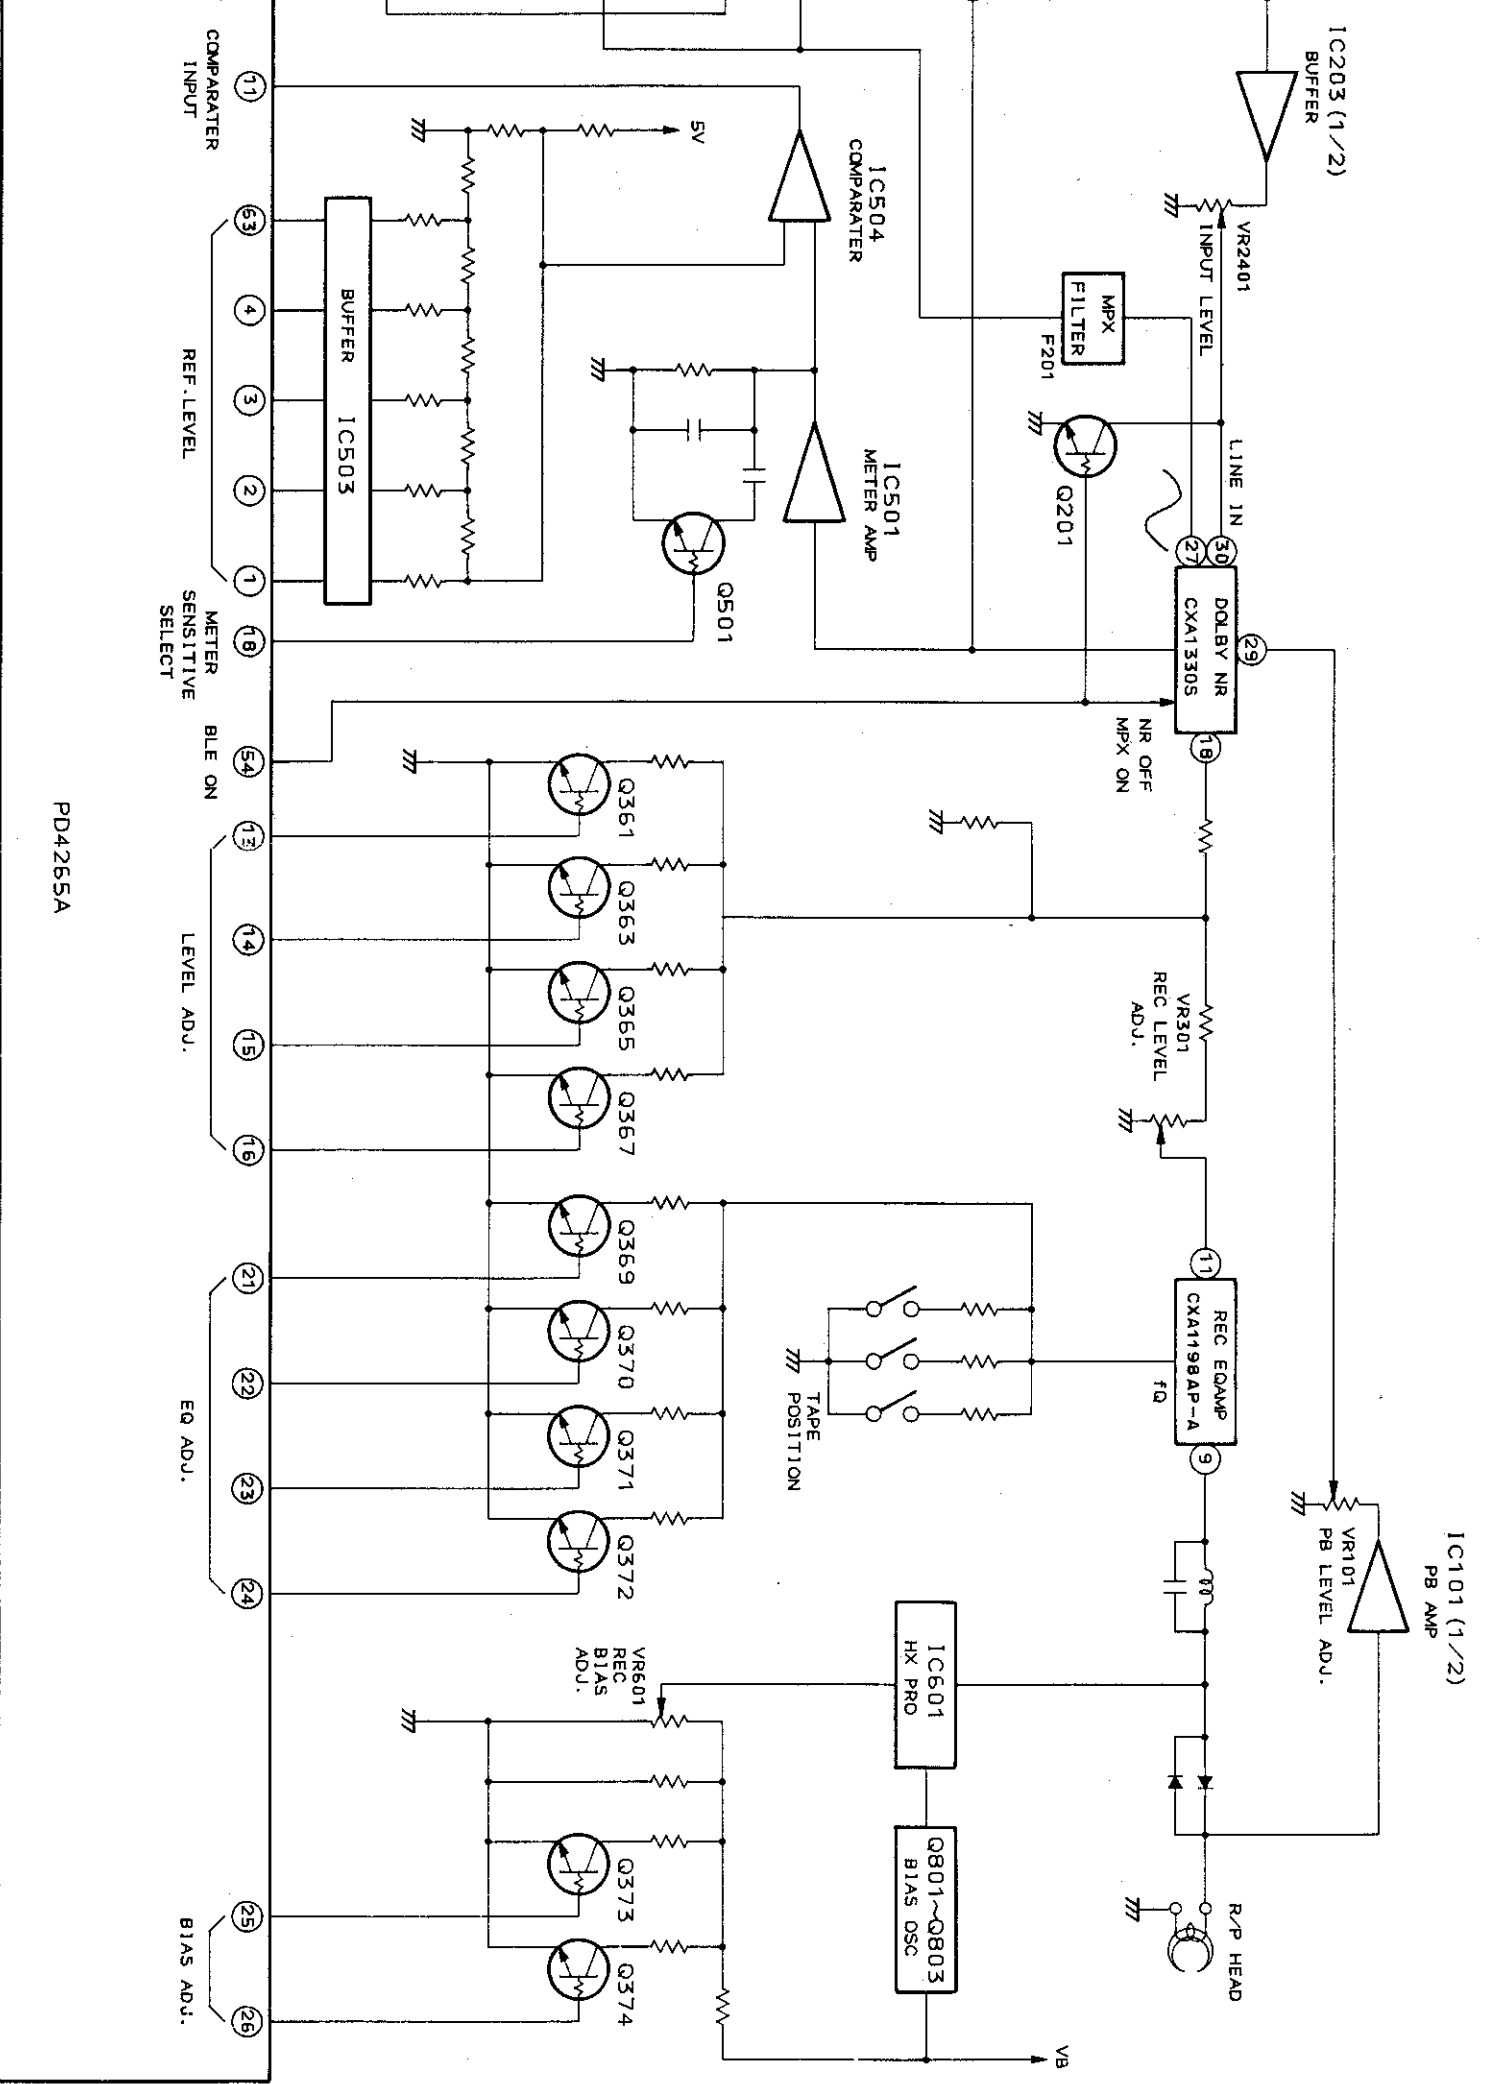 IC203 (1/2)
BUFFER
VR2401
INPUT LEVEL
MPX
FILTER
F201
LINE IN
Q201
30
27
29
DOLBY NR
CXA1330S
18
NR OFF
MPX ON
IC504
COMPARATER
IC501
METER AMP
5V
Q501
BUFFER IC503
11
COMPARATER
INPUT
63
4
3
2
1
REF.LEVEL
18
METER
SENSITIVE
SELECT
54
BLE ON
Q361
Q363
Q365
Q367
13
14
15
16
LEVEL ADJ.
VR301
REC LEVEL
ADJ.
11
REC EQAMP
CXA1198AP-A
fQ
9
TAPE
POSITION
Q369
Q370
Q371
Q372
21
22
23
24
EQ ADJ.
IC101 (1/2)
PB AMP
VR101
PB LEVEL ADJ.
IC601
HX PRO
VR601
REC
BIAS
ADJ.
Q801~Q803
BIAS OSC
R/P HEAD
VB
Q373
Q374
25
26
BIAS ADJ.
PD4265A